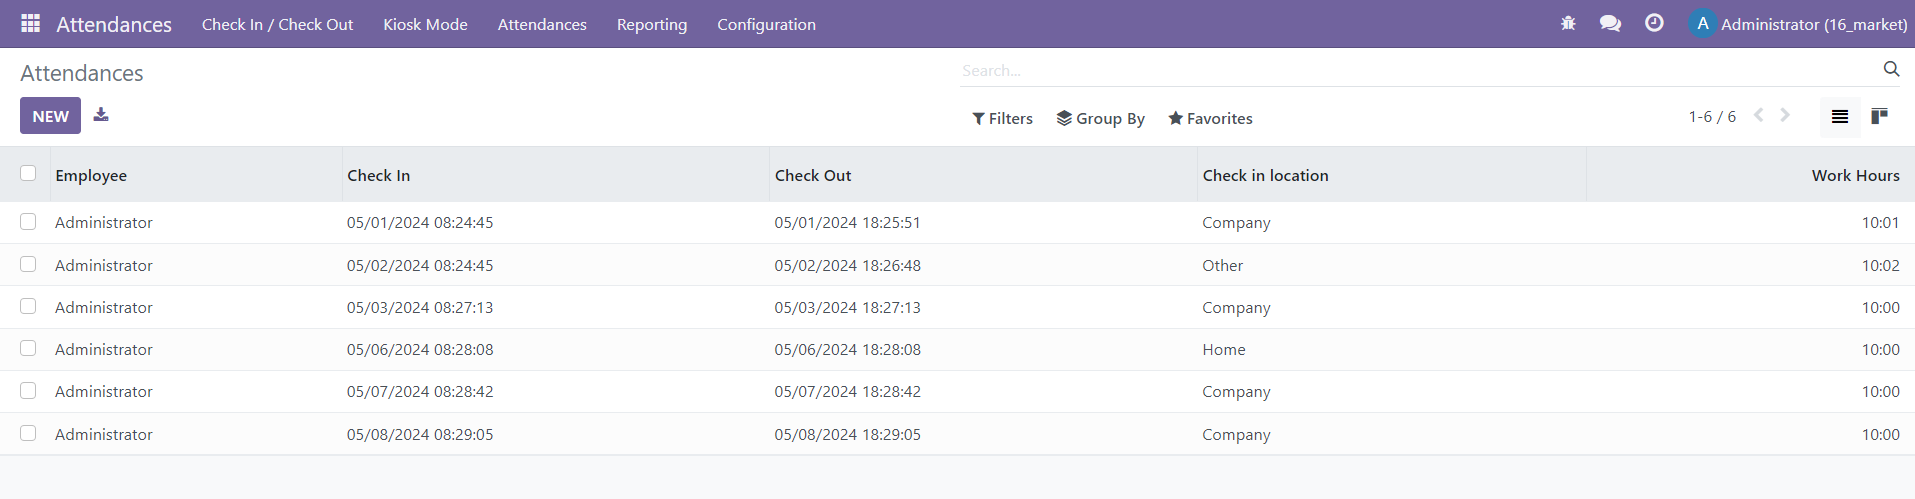 Attendances Check In / Check Out Kiosk Mode Attendances Reporting Configuration A Administrator (16_market)
Attendances
Search...
NEW
Filters Group By Favorites 1-6 / 6
Employee Check In Check Out Check in location Work Hours
Administrator 05/01/2024 08:24:45 05/01/2024 18:25:51 Company 10:01
Administrator 05/02/2024 08:24:45 05/02/2024 18:26:48 Other 10:02
Administrator 05/03/2024 08:27:13 05/03/2024 18:27:13 Company 10:00
Administrator 05/06/2024 08:28:08 05/06/2024 18:28:08 Home 10:00
Administrator 05/07/2024 08:28:42 05/07/2024 18:28:42 Company 10:00
Administrator 05/08/2024 08:29:05 05/08/2024 18:29:05 Company 10:00